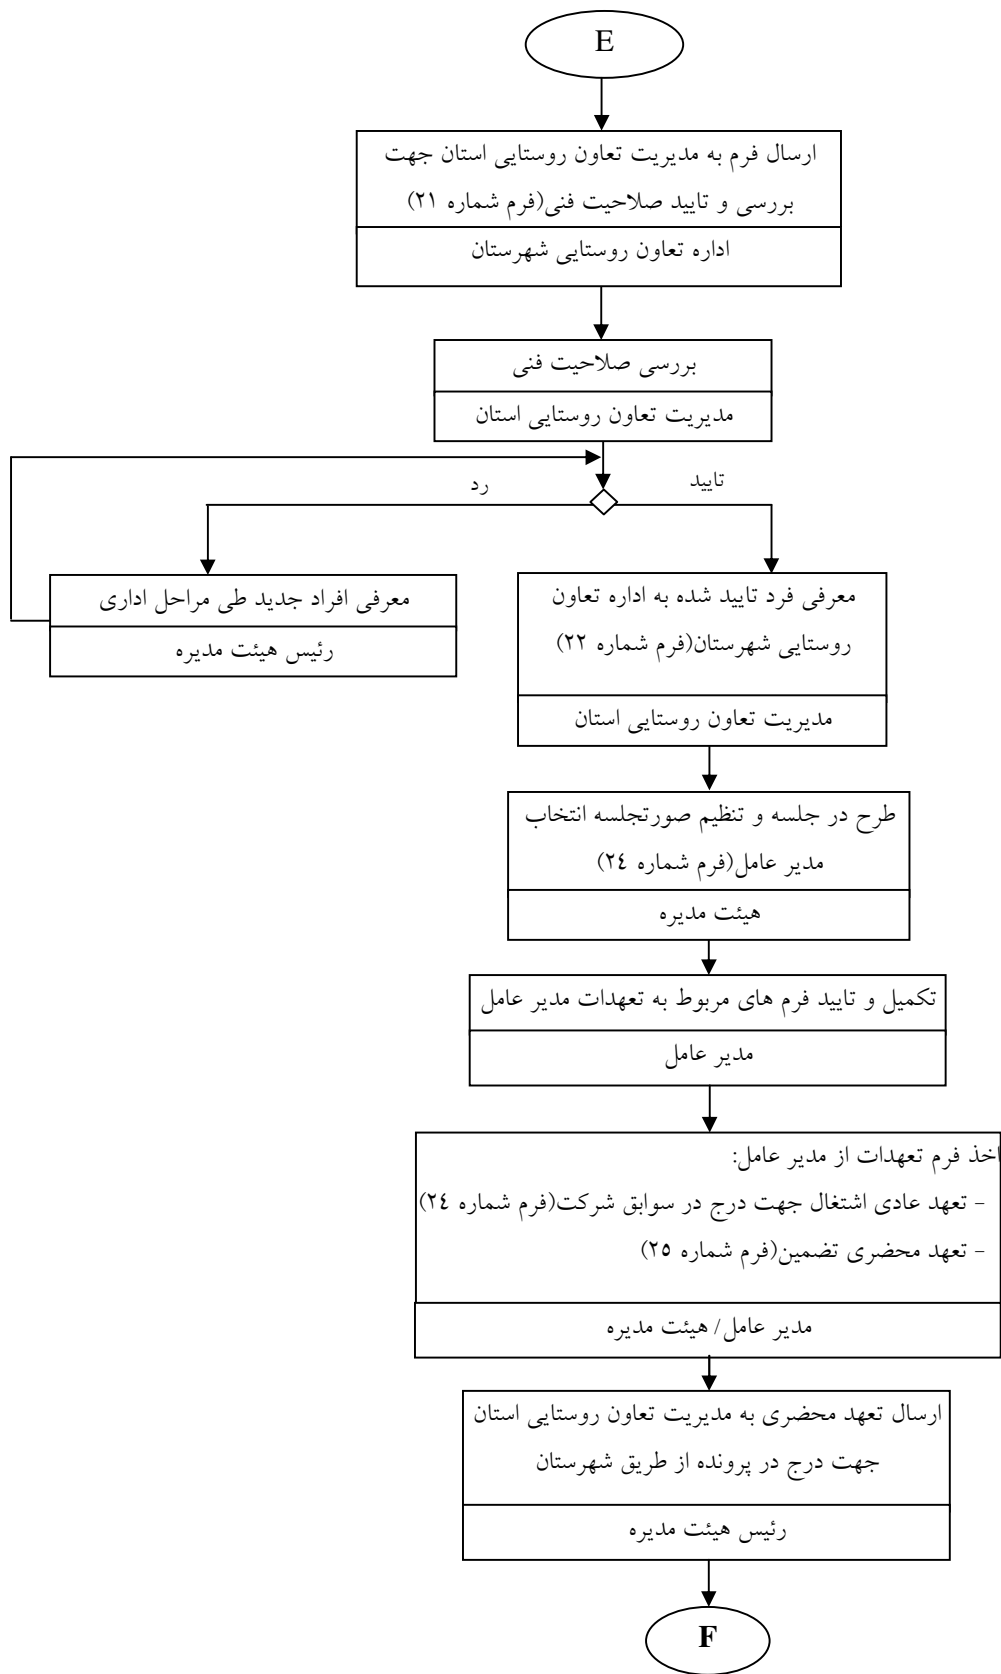 E
ارسال فرم به مدیریت تعاون روستایی استان جهت
بررسی و تایید صلاحیت فنی(فرم شماره ۲۱)
اداره تعاون روستایی شهرستان
بررسی صلاحیت فنی
مدیریت تعاون روستایی استان
تایید
رد
معرفی فرد تایید شده به اداره تعاون
روستایی شهرستان(فرم شماره ۲۲)
مدیریت تعاون روستایی استان
معرفی افراد جدید طی مراحل اداری
رئیس هیئت مدیره
طرح در جلسه و تنظیم صورتجلسه انتخاب
مدیر عامل(فرم شماره ۲٤)
هیئت مدیره
تکمیل و تایید فرم های مربوط به تعهدات مدیر عامل
مدیر عامل
اخذ فرم تعهدات از مدیر عامل:
- تعهد عادی اشتغال جهت درج در سوابق شرکت(فرم شماره ۲٤)
- تعهد محضری تضمین(فرم شماره ۲۵)
مدیر عامل/ هیئت مدیره
ارسال تعهد محضری به مدیریت تعاون روستایی استان
جهت درج در پرونده از طریق شهرستان
رئیس هیئت مدیره
F